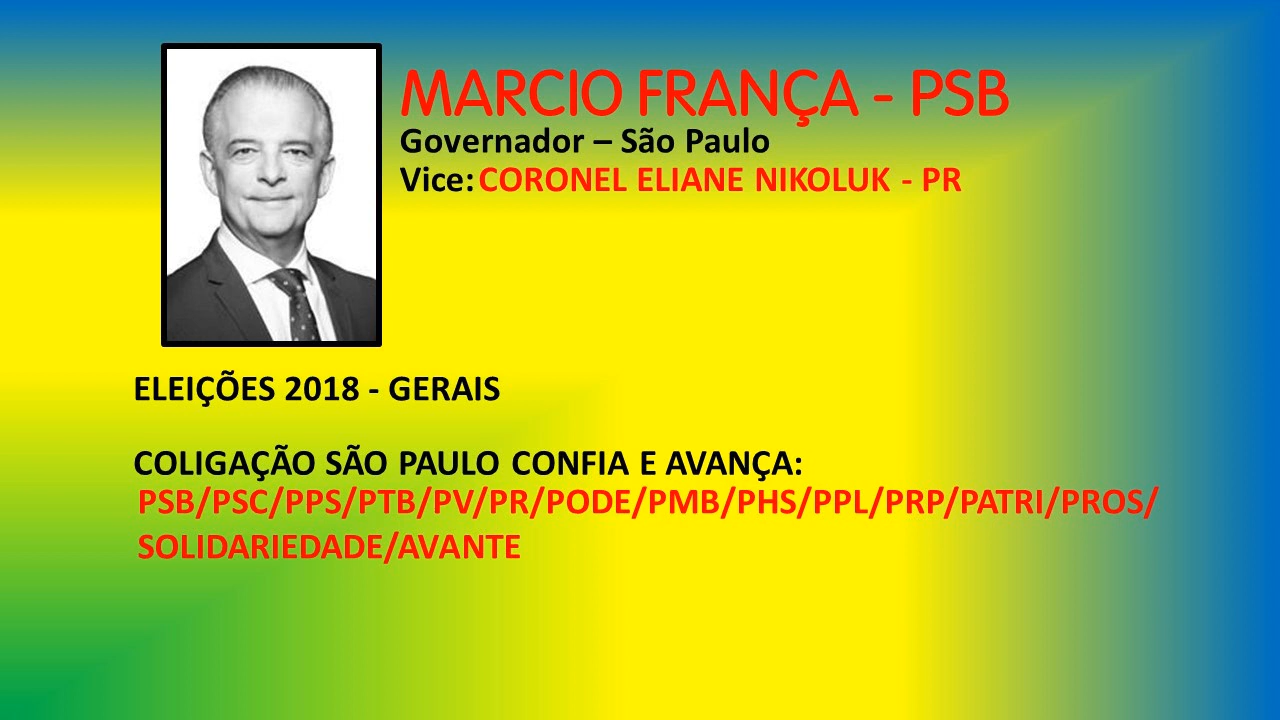 MARCIO FRANÇA - PSB
Governador – São Paulo
Vice: CORONEL ELIANE NIKOLUK - PR
ELEIÇÕES 2018 - GERAIS
COLIGAÇÃO SÃO PAULO CONFIA E AVANÇA:
PSB/PSC/PPS/PTB/PV/PR/PODE/PMB/PHS/PPL/PRP/PATRI/PROS/
SOLIDARIEDADE/AVANTE